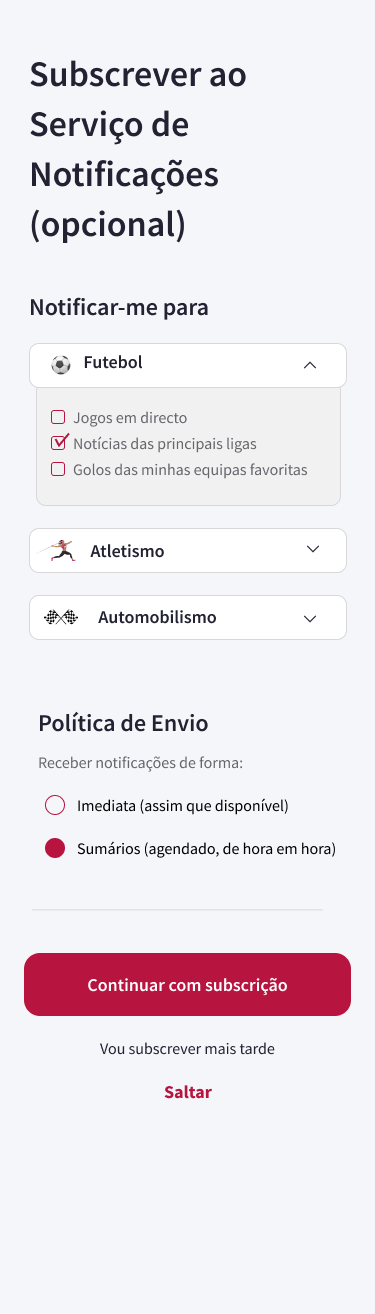 Subscrever ao
Serviço de
Notificações
(opcional)
Notificar-me para
Futebol
Jogos em directo
Notícias das principais ligas
Golos das minhas equipas favoritas
Atletismo
Automobilismo
Política de Envio
Receber notificações de forma:
Imediata (assim que disponível)
Sumários (agendado, de hora em hora)
Continuar com subscrição
Vou subscrever mais tarde
Saltar